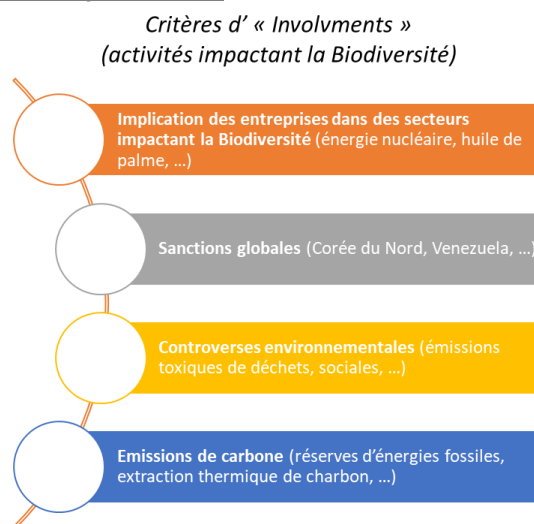 Critères d’ « Involvments »
(activités impactant la Biodiversité)
Implication des entreprises dans des secteurs
impactant la Biodiversité (énergie nucléaire, huile de
palme, …)
Sanctions globales (Corée du Nord, Venezuela, …)
Controverses environnementales (émissions
toxiques de déchets, sociales, …)
Emissions de carbone (réserves d’énergies fossiles,
extraction thermique de charbon, …)